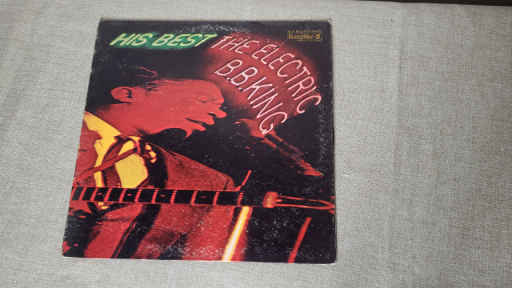 HIS BEST
THE ELECTRIC
B.B. KING